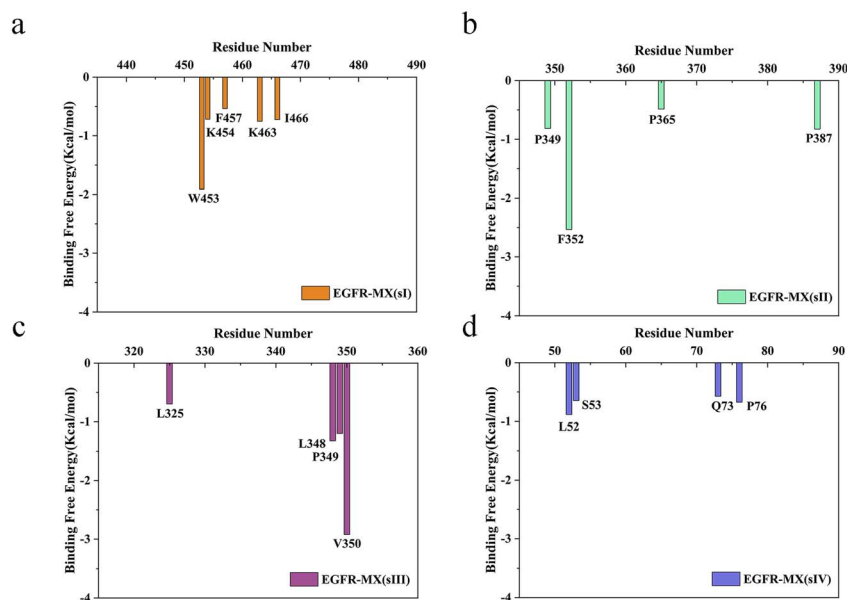 a
Residue Number
440 450 460 470 480 490
0
-1
-2
-3
-4
Binding Free Energy(Kcal/mol)
W453
K454
F457
K463
I466
EGFR-MX(sI)
b
Residue Number
350 360 370 380 390
0
-1
-2
-3
-4
Binding Free Energy(Kcal/mol)
P349
F352
P365
P387
EGFR-MX(sII)
c
Residue Number
320 330 340 350 360
0
-1
-2
-3
-4
Binding Free Energy(Kcal/mol)
L325
L348
P349
V350
EGFR-MX(sIII)
d
Residue Number
50 60 70 80 90
0
-1
-2
-3
-4
Binding Free Energy(Kcal/mol)
L52
S53
Q73
P76
EGFR-MX(sIV)